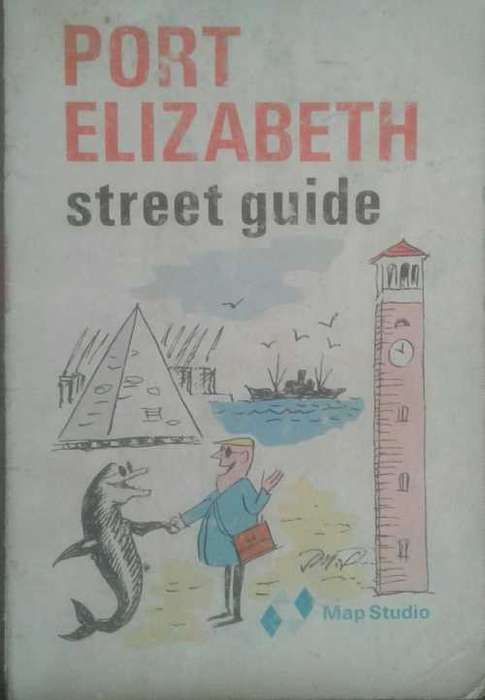 PORT
ELIZABETH
street guide
Map Studio